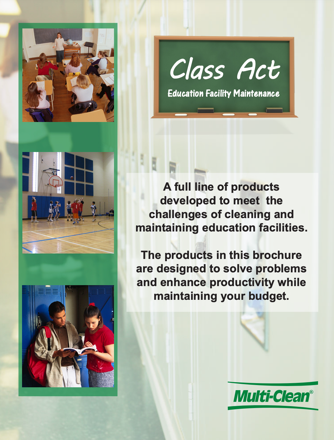 Class Act
Education Facility Maintenance
A full line of products
developed to meet the
challenges of cleaning and
maintaining education facilities.
The products in this brochure
are designed to solve problems
and enhance productivity while
maintaining your budget.
Multi-Clean®